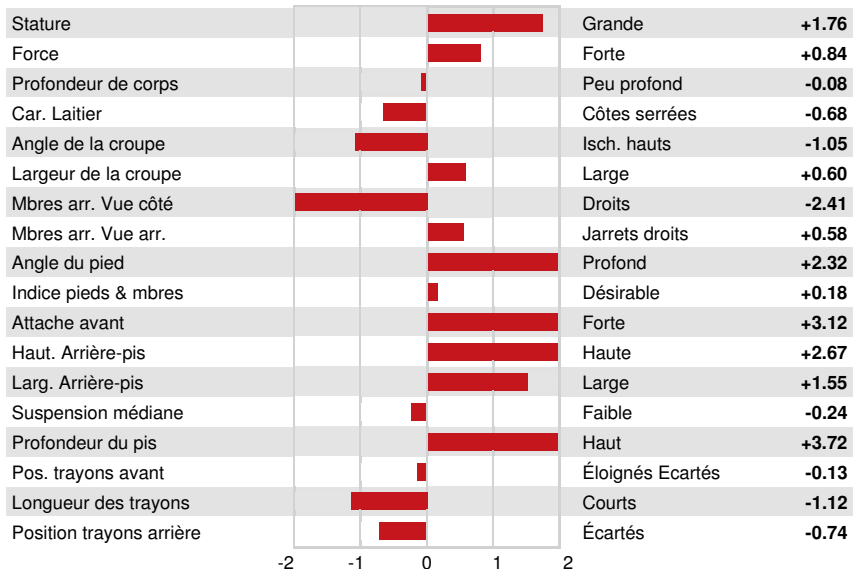 Stature Grande +1.76
Force Forte +0.84
Profondeur de corps Peu profond -0.08
Car. Laitier Côtes serrées -0.68
Angle de la croupe Isch. hauts -1.05
Largeur de la croupe Large +0.60
Mbres arr. Vue côté Droits -2.41
Mbres arr. Vue arr. Jarrets droits +0.58
Angle du pied Profond +2.32
Indice pieds & mbres Désirable +0.18
Attache avant Forte +3.12
Haut. Arrière-pis Haute +2.67
Larg. Arrière-pis Large +1.55
Suspension médiane Faible -0.24
Profondeur du pis Haut +3.72
Pos. trayons avant Éloignés Ecartés -0.13
Longueur des trayons Courts -1.12
Position trayons arrière Écartés -0.74
-2 -1 0 1 2